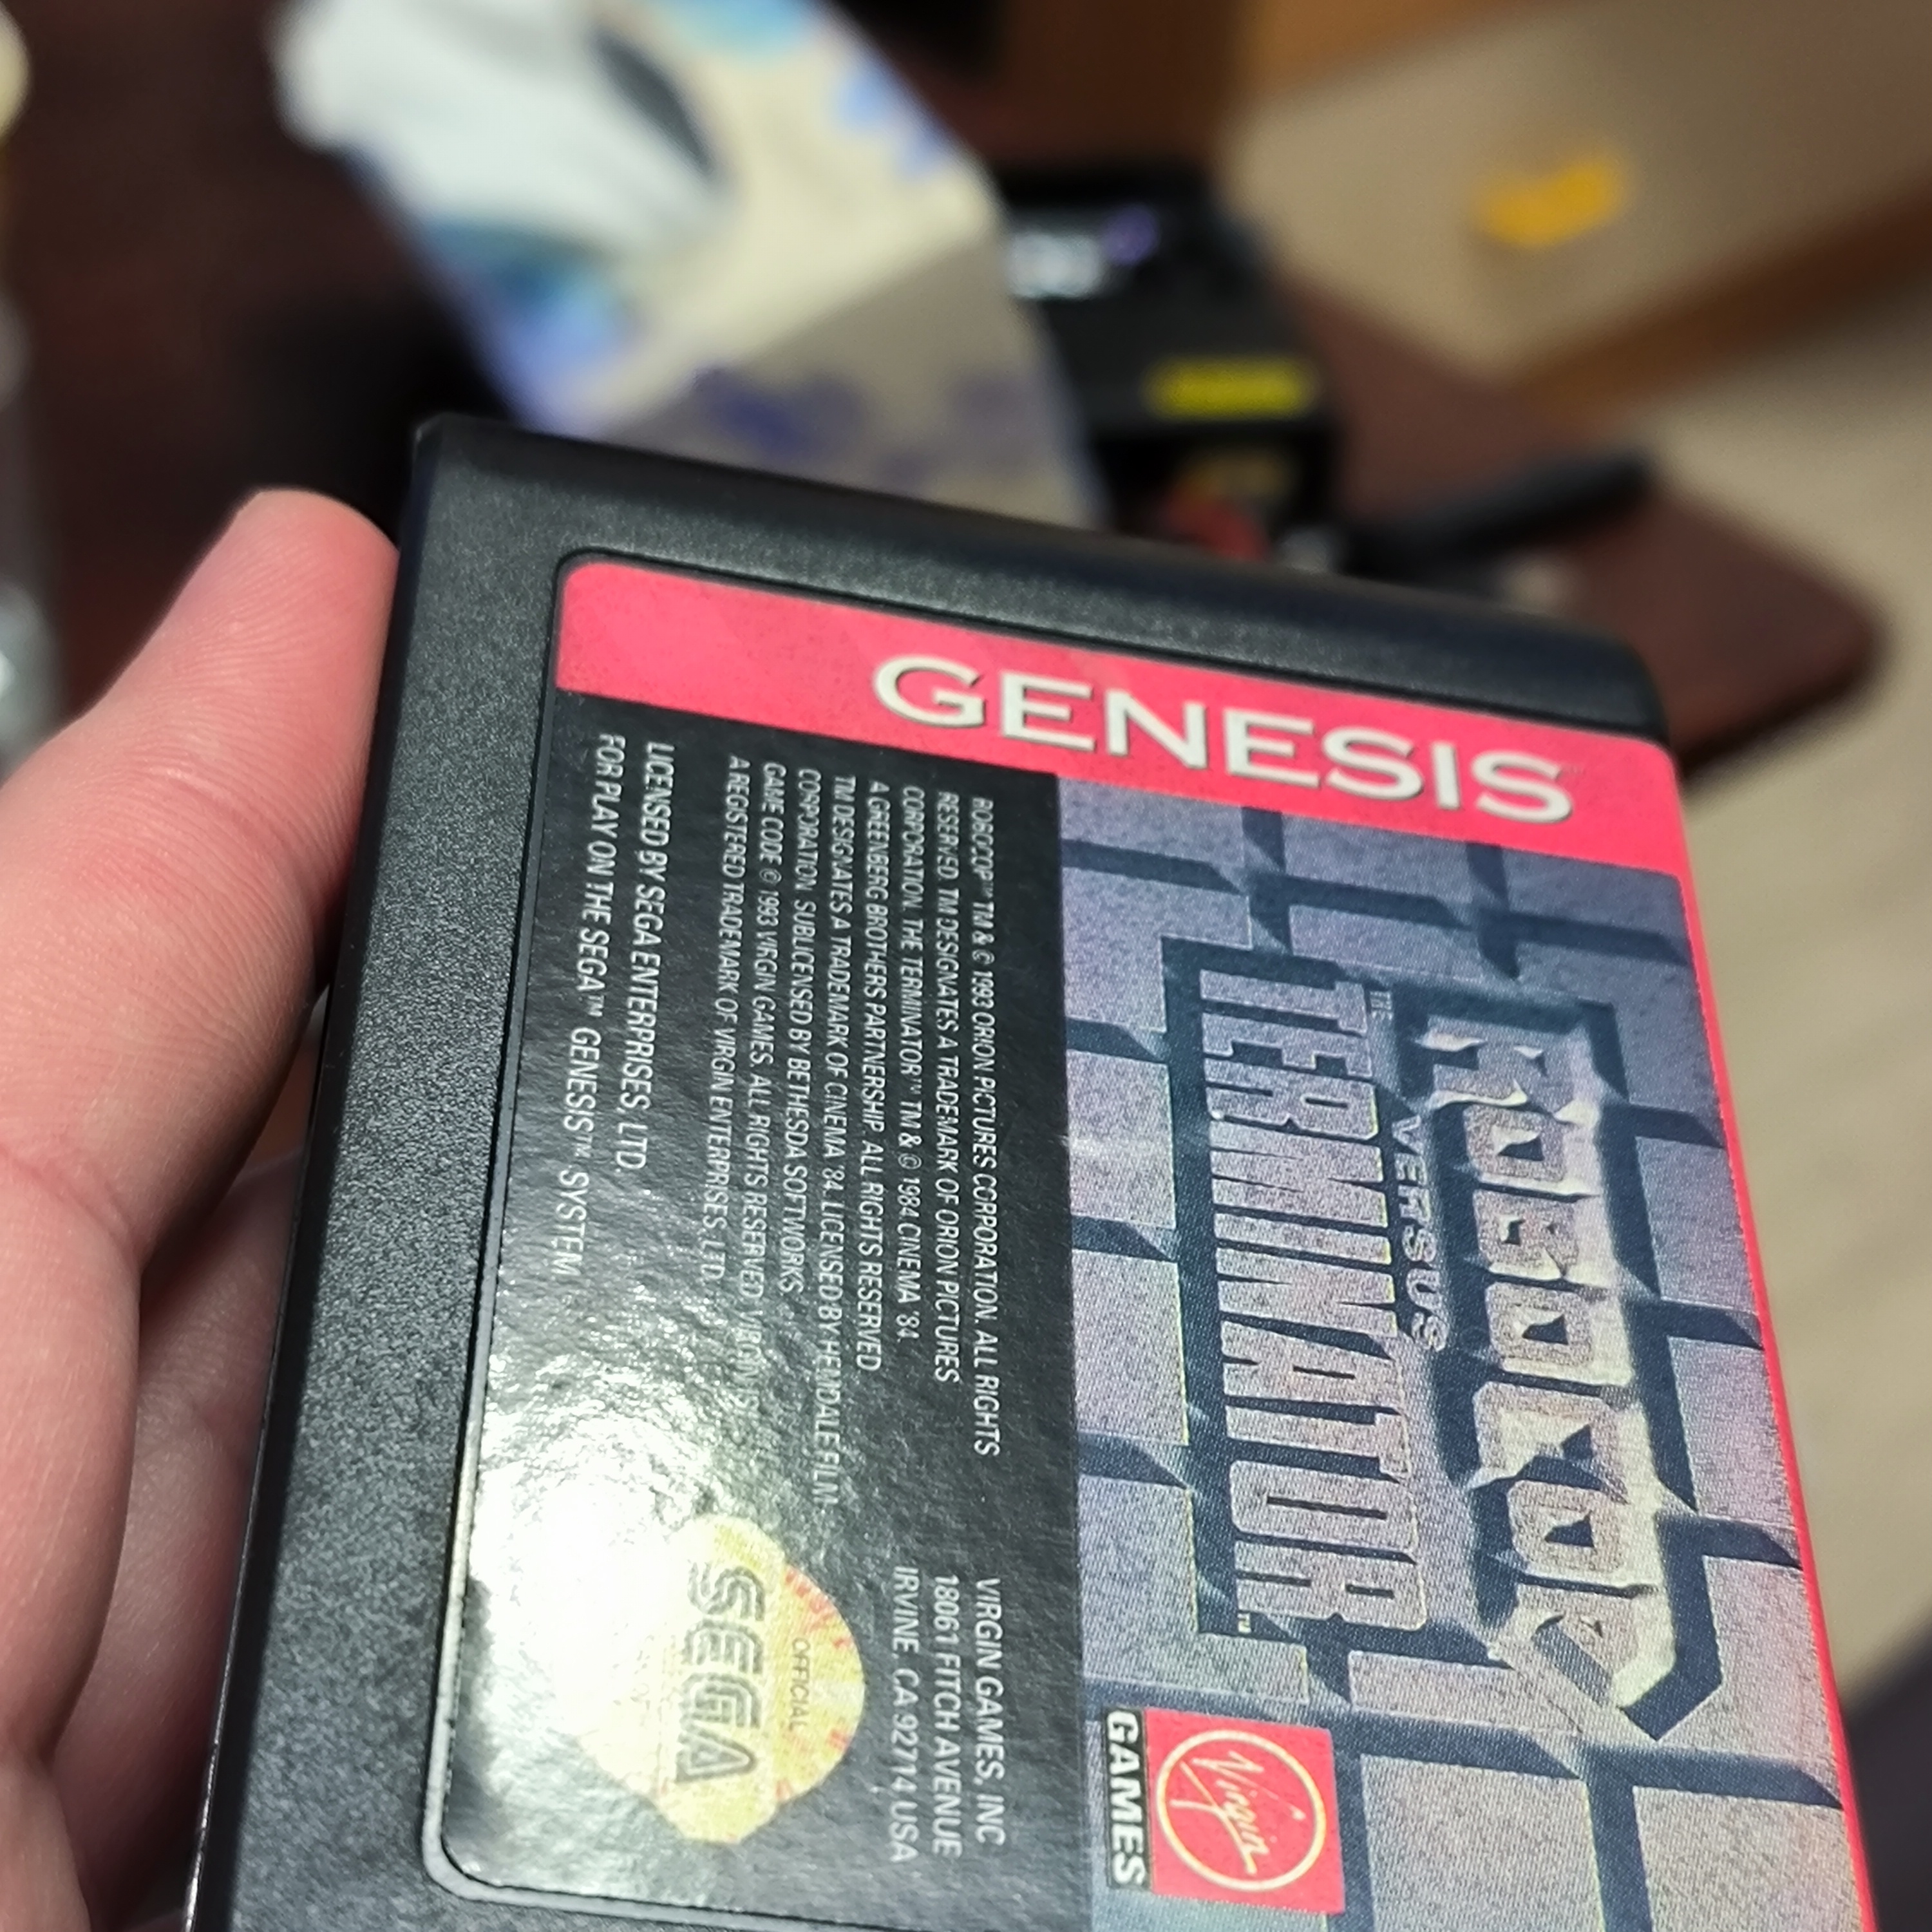 GENESIS
ROBOCOP
VERSUS
TERMINATOR™
Virgin
GAMES
ROBOCOP™ TM & © 1993 ORION PICTURES CORPORATION. ALL RIGHTS
RESERVED. TM DESIGNATES A TRADEMARK OF ORION PICTURES
CORPORATION. THE TERMINATOR™ TM & © 1984 CINEMA '84.
A GREENBERG BROTHERS PARTNERSHIP. ALL RIGHTS RESERVED.
TM DESIGNATES A TRADEMARK OF CINEMA '84. LICENSED BY HEMDALE FILM
CORPORATION. SUBLICENSED BY BETHESDA SOFTWORKS
GAME CODE © 1993 VIRGIN GAMES. ALL RIGHTS RESERVED. VIRGIN IS
A REGISTERED TRADEMARK OF VIRGIN ENTERPRISES, LTD.
LICENSED BY SEGA ENTERPRISES, LTD.
FOR PLAY ON THE SEGA™ GENESIS™ SYSTEM
VIRGIN GAMES, INC
18061 FITCH AVENUE
IRVINE, CA 92714 USA
OFFICIAL
SEGA